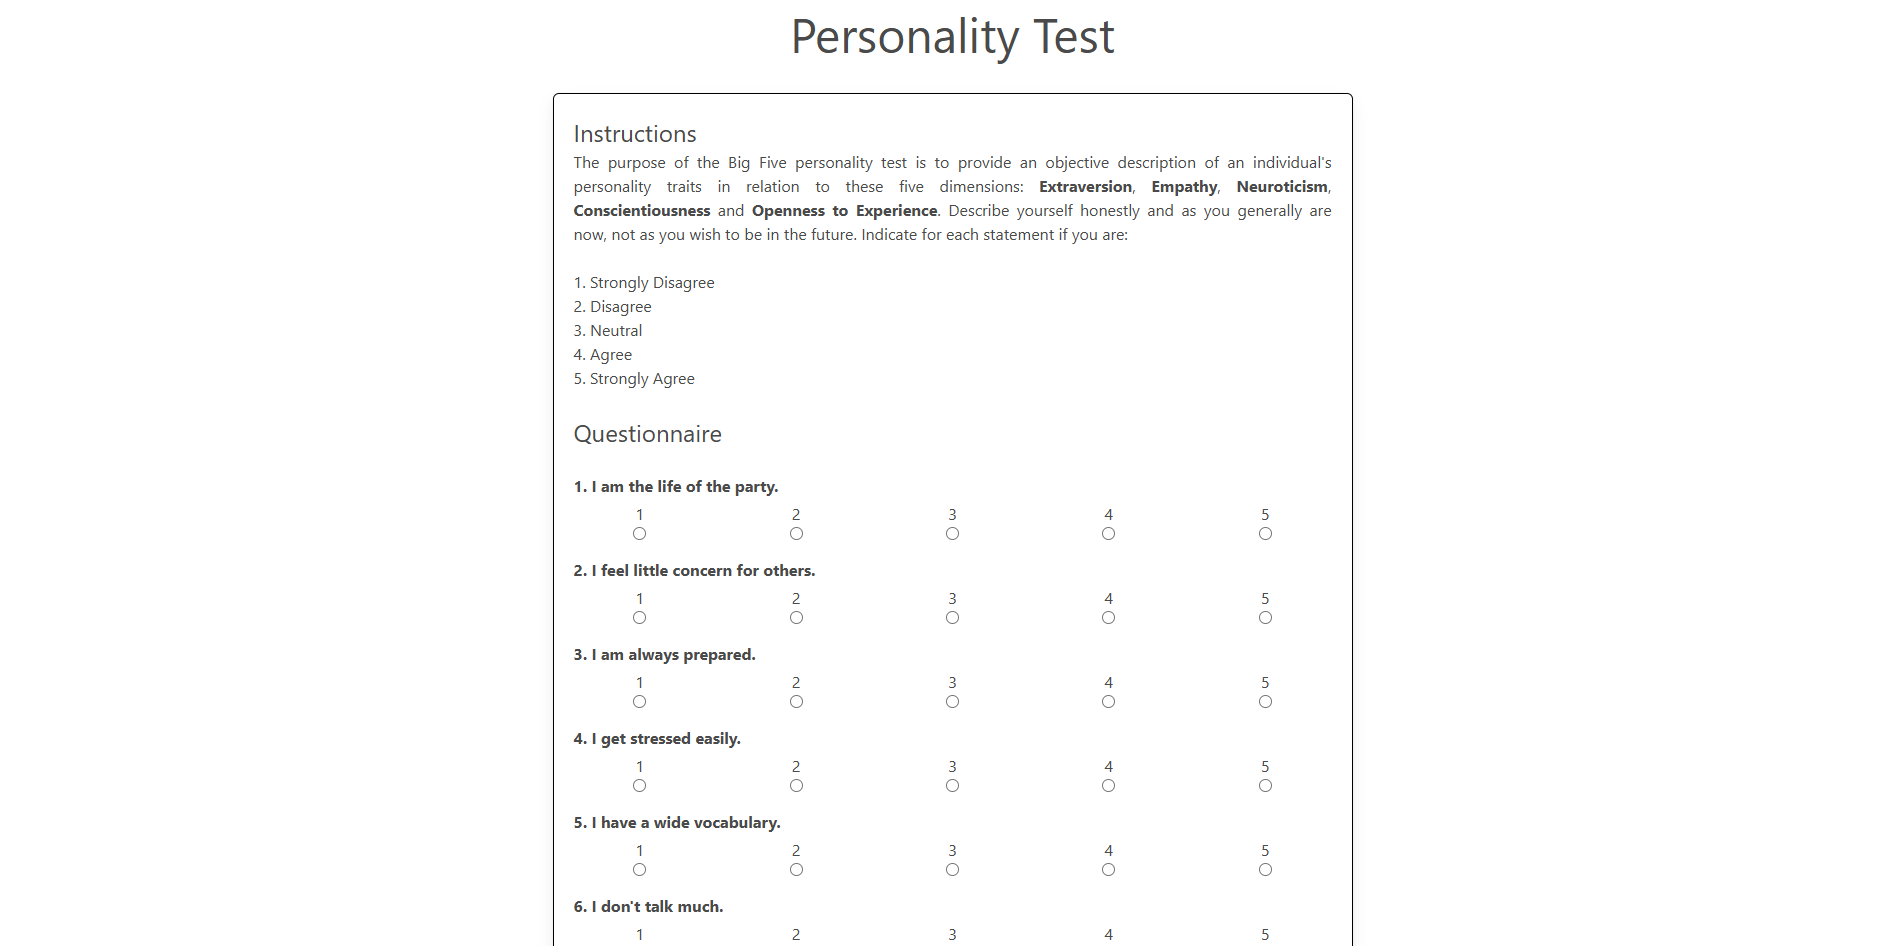 Personality Test
Instructions
The purpose of the Big Five personality test is to provide an objective description of an individual's
personality traits in relation to these five dimensions: Extraversion, Empathy, Neuroticism,
Conscientiousness and Openness to Experience. Describe yourself honestly and as you generally are
now, not as you wish to be in the future. Indicate for each statement if you are:
1. Strongly Disagree
2. Disagree
3. Neutral
4. Agree
5. Strongly Agree
Questionnaire
1. I am the life of the party.
1 2 3 4 5
2. I feel little concern for others.
1 2 3 4 5
3. I am always prepared.
1 2 3 4 5
4. I get stressed easily.
1 2 3 4 5
5. I have a wide vocabulary.
1 2 3 4 5
6. I don't talk much.
1 2 3 4 5